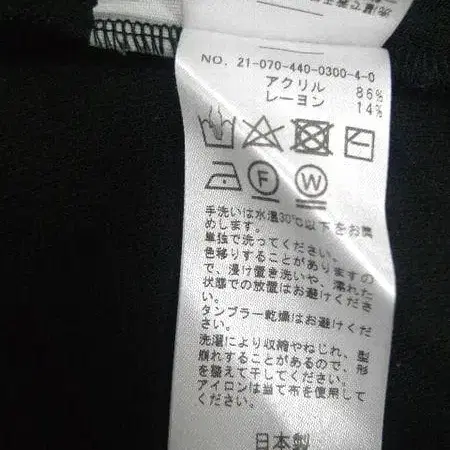 NO. 21-070-440-0300-4-0
アクリル 86%
レーヨン 14%
F
W
手洗いは水温30℃以下をお薦
めします。
単独で洗ってください。
色移りすることがありますの
で、浸け置き洗いや、濡れた
状態での放置はお避けくださ
い。
タンブラー乾燥はお避けくだ
さい。
洗濯により収縮やねじれ、型
崩れすることがあるので、形
を整えて干してください。
アイロンは当て布を使用して
ください。
日本製